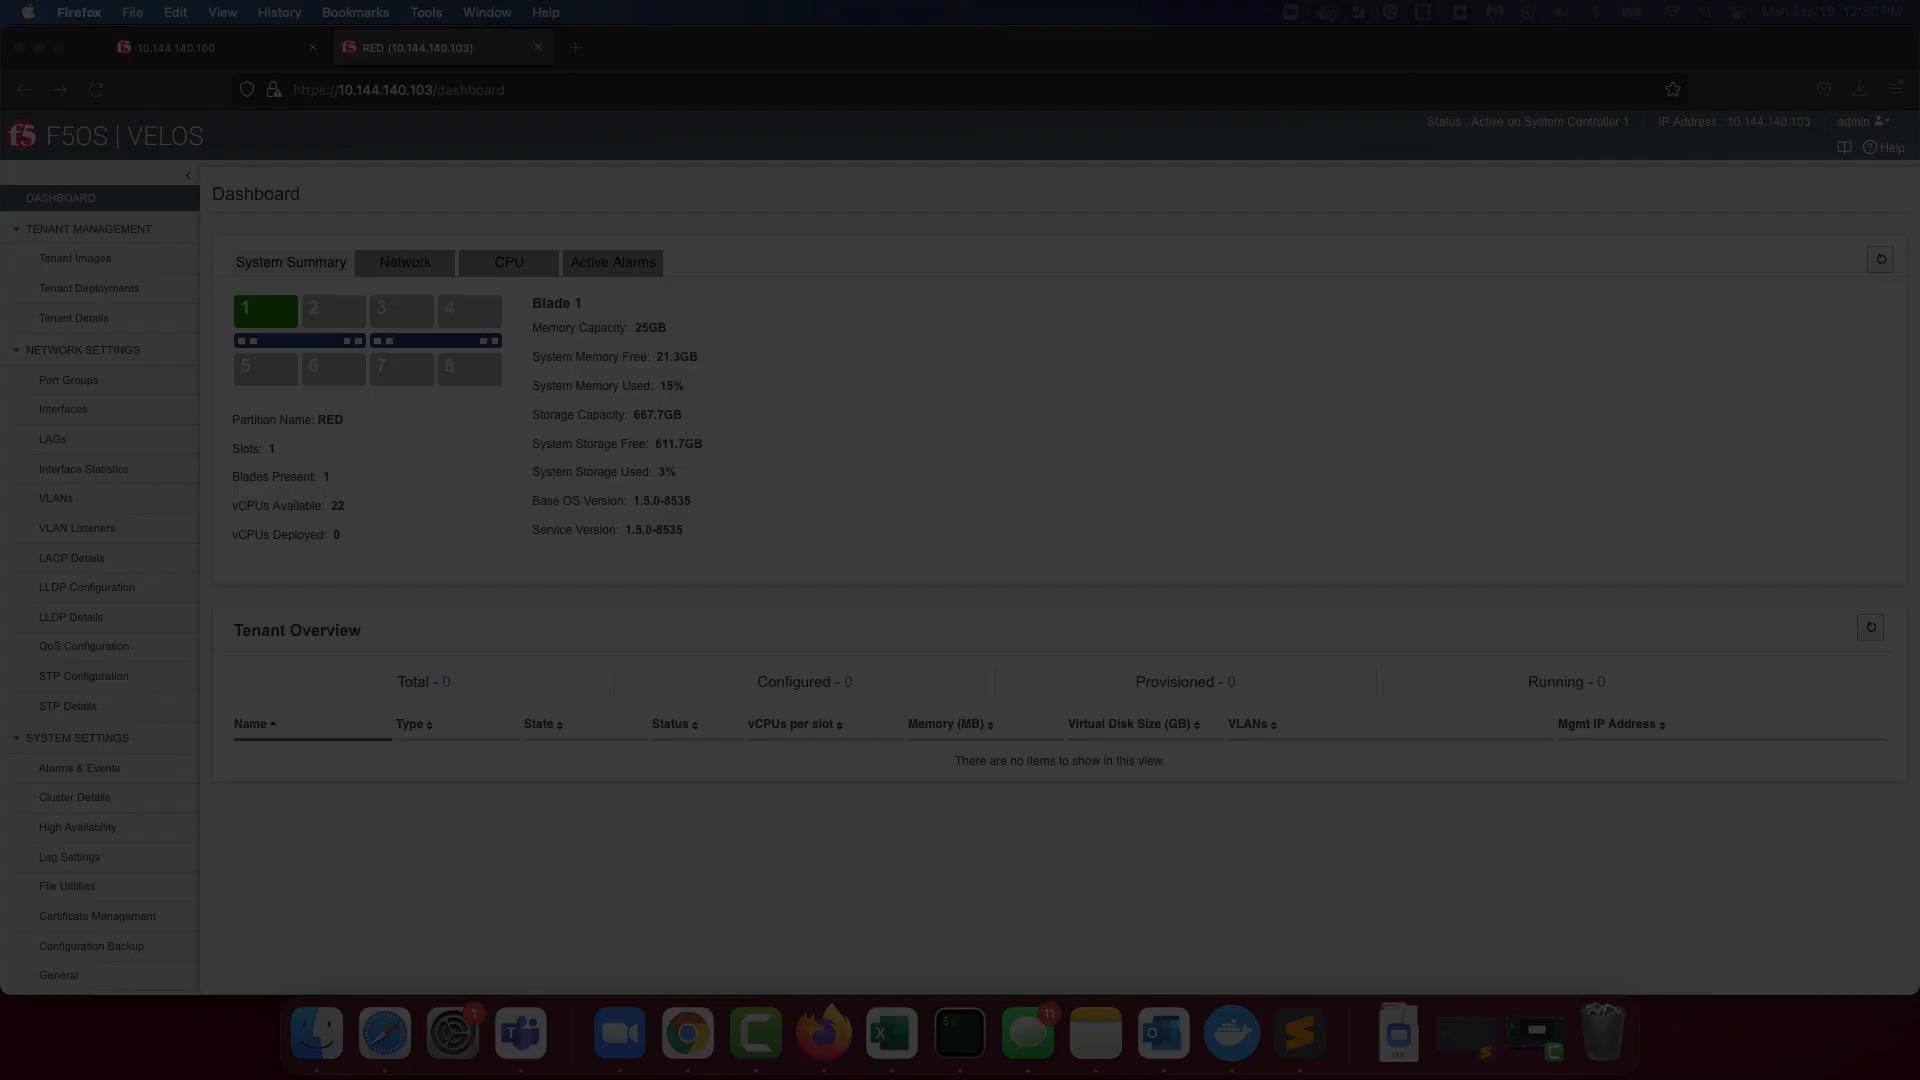 Firefox File Edit View History Bookmarks Tools Window Help
Mon Sep 19 12:30 PM
10.144.140.100
RED (10.144.140.103)
https://10.144.140.103/dashboard
f5 F5OS | VELOS
Status : Active on System Controller 1
IP Address : 10.144.140.103
admin
Help
DASHBOARD
TENANT MANAGEMENT
Tenant Images
Tenant Deployments
Tenant Details
NETWORK SETTINGS
Port Groups
Interfaces
LAGs
Interface Statistics
VLANs
VLAN Listeners
LACP Details
LLDP Configuration
LLDP Details
QoS Configuration
STP Configuration
STP Details
SYSTEM SETTINGS
Alarms & Events
Cluster Details
High Availability
Log Settings
File Utilities
Certificate Management
Configuration Backup
General
Dashboard
System Summary Network CPU Active Alarms
1 2 3 4
5 6 7 8
Partition Name: RED
Slots: 1
Blades Present: 1
vCPUs Available: 22
vCPUs Deployed: 0
Blade 1
Memory Capacity: 25GB
System Memory Free: 21.3GB
System Memory Used: 15%
Storage Capacity: 667.7GB
System Storage Free: 611.7GB
System Storage Used: 3%
Base OS Version: 1.5.0-8535
Service Version: 1.5.0-8535
Tenant Overview
Total - 0 Configured - 0 Provisioned - 0 Running - 0
Name Type State Status vCPUs per slot Memory (MB) Virtual Disk Size (GB) VLANs Mgmt IP Address
There are no items to show in this view.
1
11